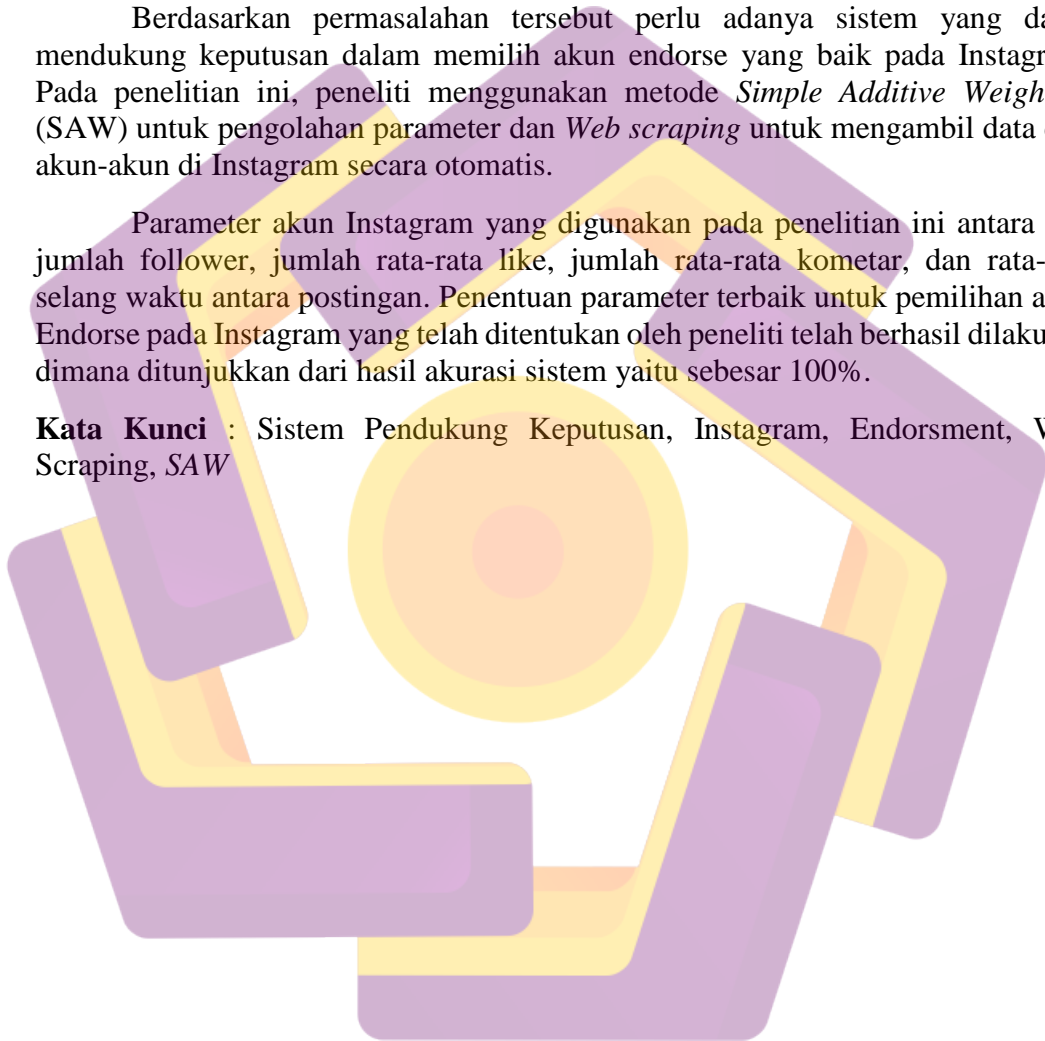 Berdasarkan permasalahan tersebut perlu adanya sistem yang da
mendukung keputusan dalam memilih akun endorse yang baik pada Instagr
Pada penelitian ini, peneliti menggunakan metode Simple Additive Weigh
(SAW) untuk pengolahan parameter dan Web scraping untuk mengambil data
akun-akun di Instagram secara otomatis.
Parameter akun Instagram yang digunakan pada penelitian ini antara
jumlah follower, jumlah rata-rata like, jumlah rata-rata kometar, dan rata-
selang waktu antara postingan. Penentuan parameter terbaik untuk pemilihan a
Endorse pada Instagram yang telah ditentukan oleh peneliti telah berhasil dilaku
dimana ditunjukkan dari hasil akurasi sistem yaitu sebesar 100%.
Kata Kunci : Sistem Pendukung Keputusan, Instagram, Endorsment, W
Scraping, SAW